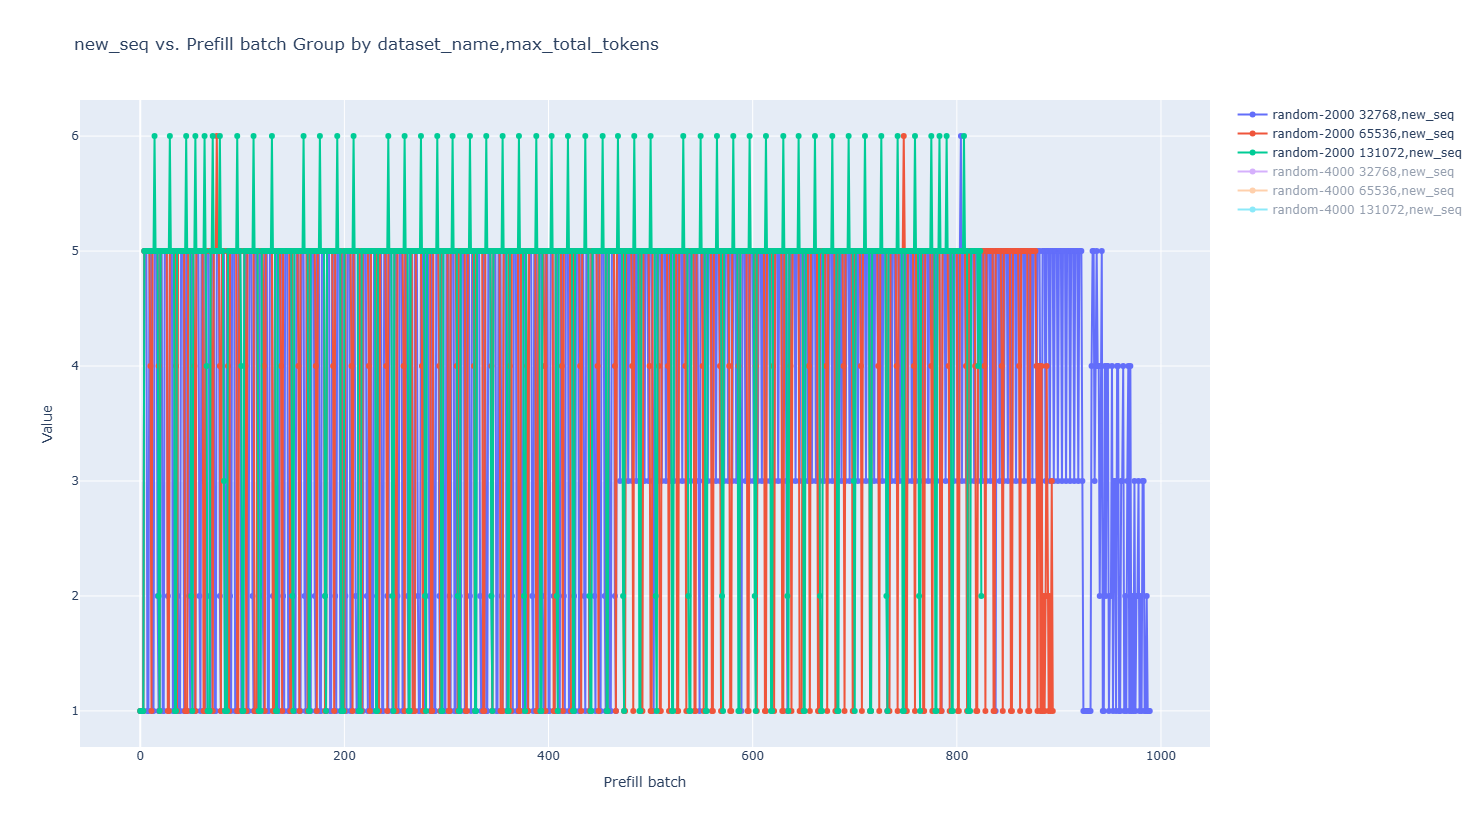 new_seq vs. Prefill batch Group by dataset_name,max_total_tokens
random-2000 32768,new_seq
random-2000 65536,new_seq
random-2000 131072,new_seq
random-4000 32768,new_seq
random-4000 65536,new_seq
random-4000 131072,new_seq
6
5
4
3
2
1
Value
0
200
400
600
800
1000
Prefill batch